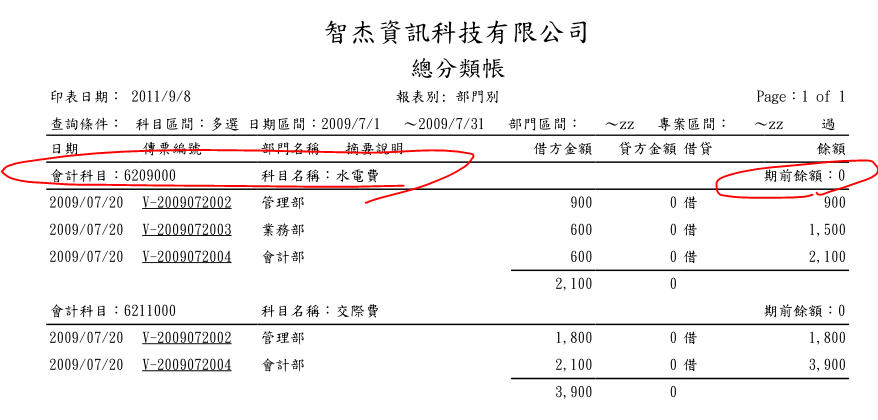 智杰資訊科技有限公司
總分類帳
印表日期： 2011/9/8 報表別: 部門別 Page：1 of 1
查詢條件： 科目區間：多選 日期區間：2009/7/1 ～2009/7/31 部門區間： ～zz 專案區間： ～zz 過
日期 傳票編號 部門名稱 摘要說明 借方金額 貸方金額 借貸 餘額
會計科目：6209000 科目名稱：水電費 期前餘額：0
2009/07/20 V-2009072002 管理部 900 0 借 900
2009/07/20 V-2009072003 業務部 600 0 借 1,500
2009/07/20 V-2009072004 會計部 600 0 借 2,100
2,100 0
會計科目：6211000 科目名稱：交際費 期前餘額：0
2009/07/20 V-2009072002 管理部 1,800 0 借 1,800
2009/07/20 V-2009072004 會計部 2,100 0 借 3,900
3,900 0